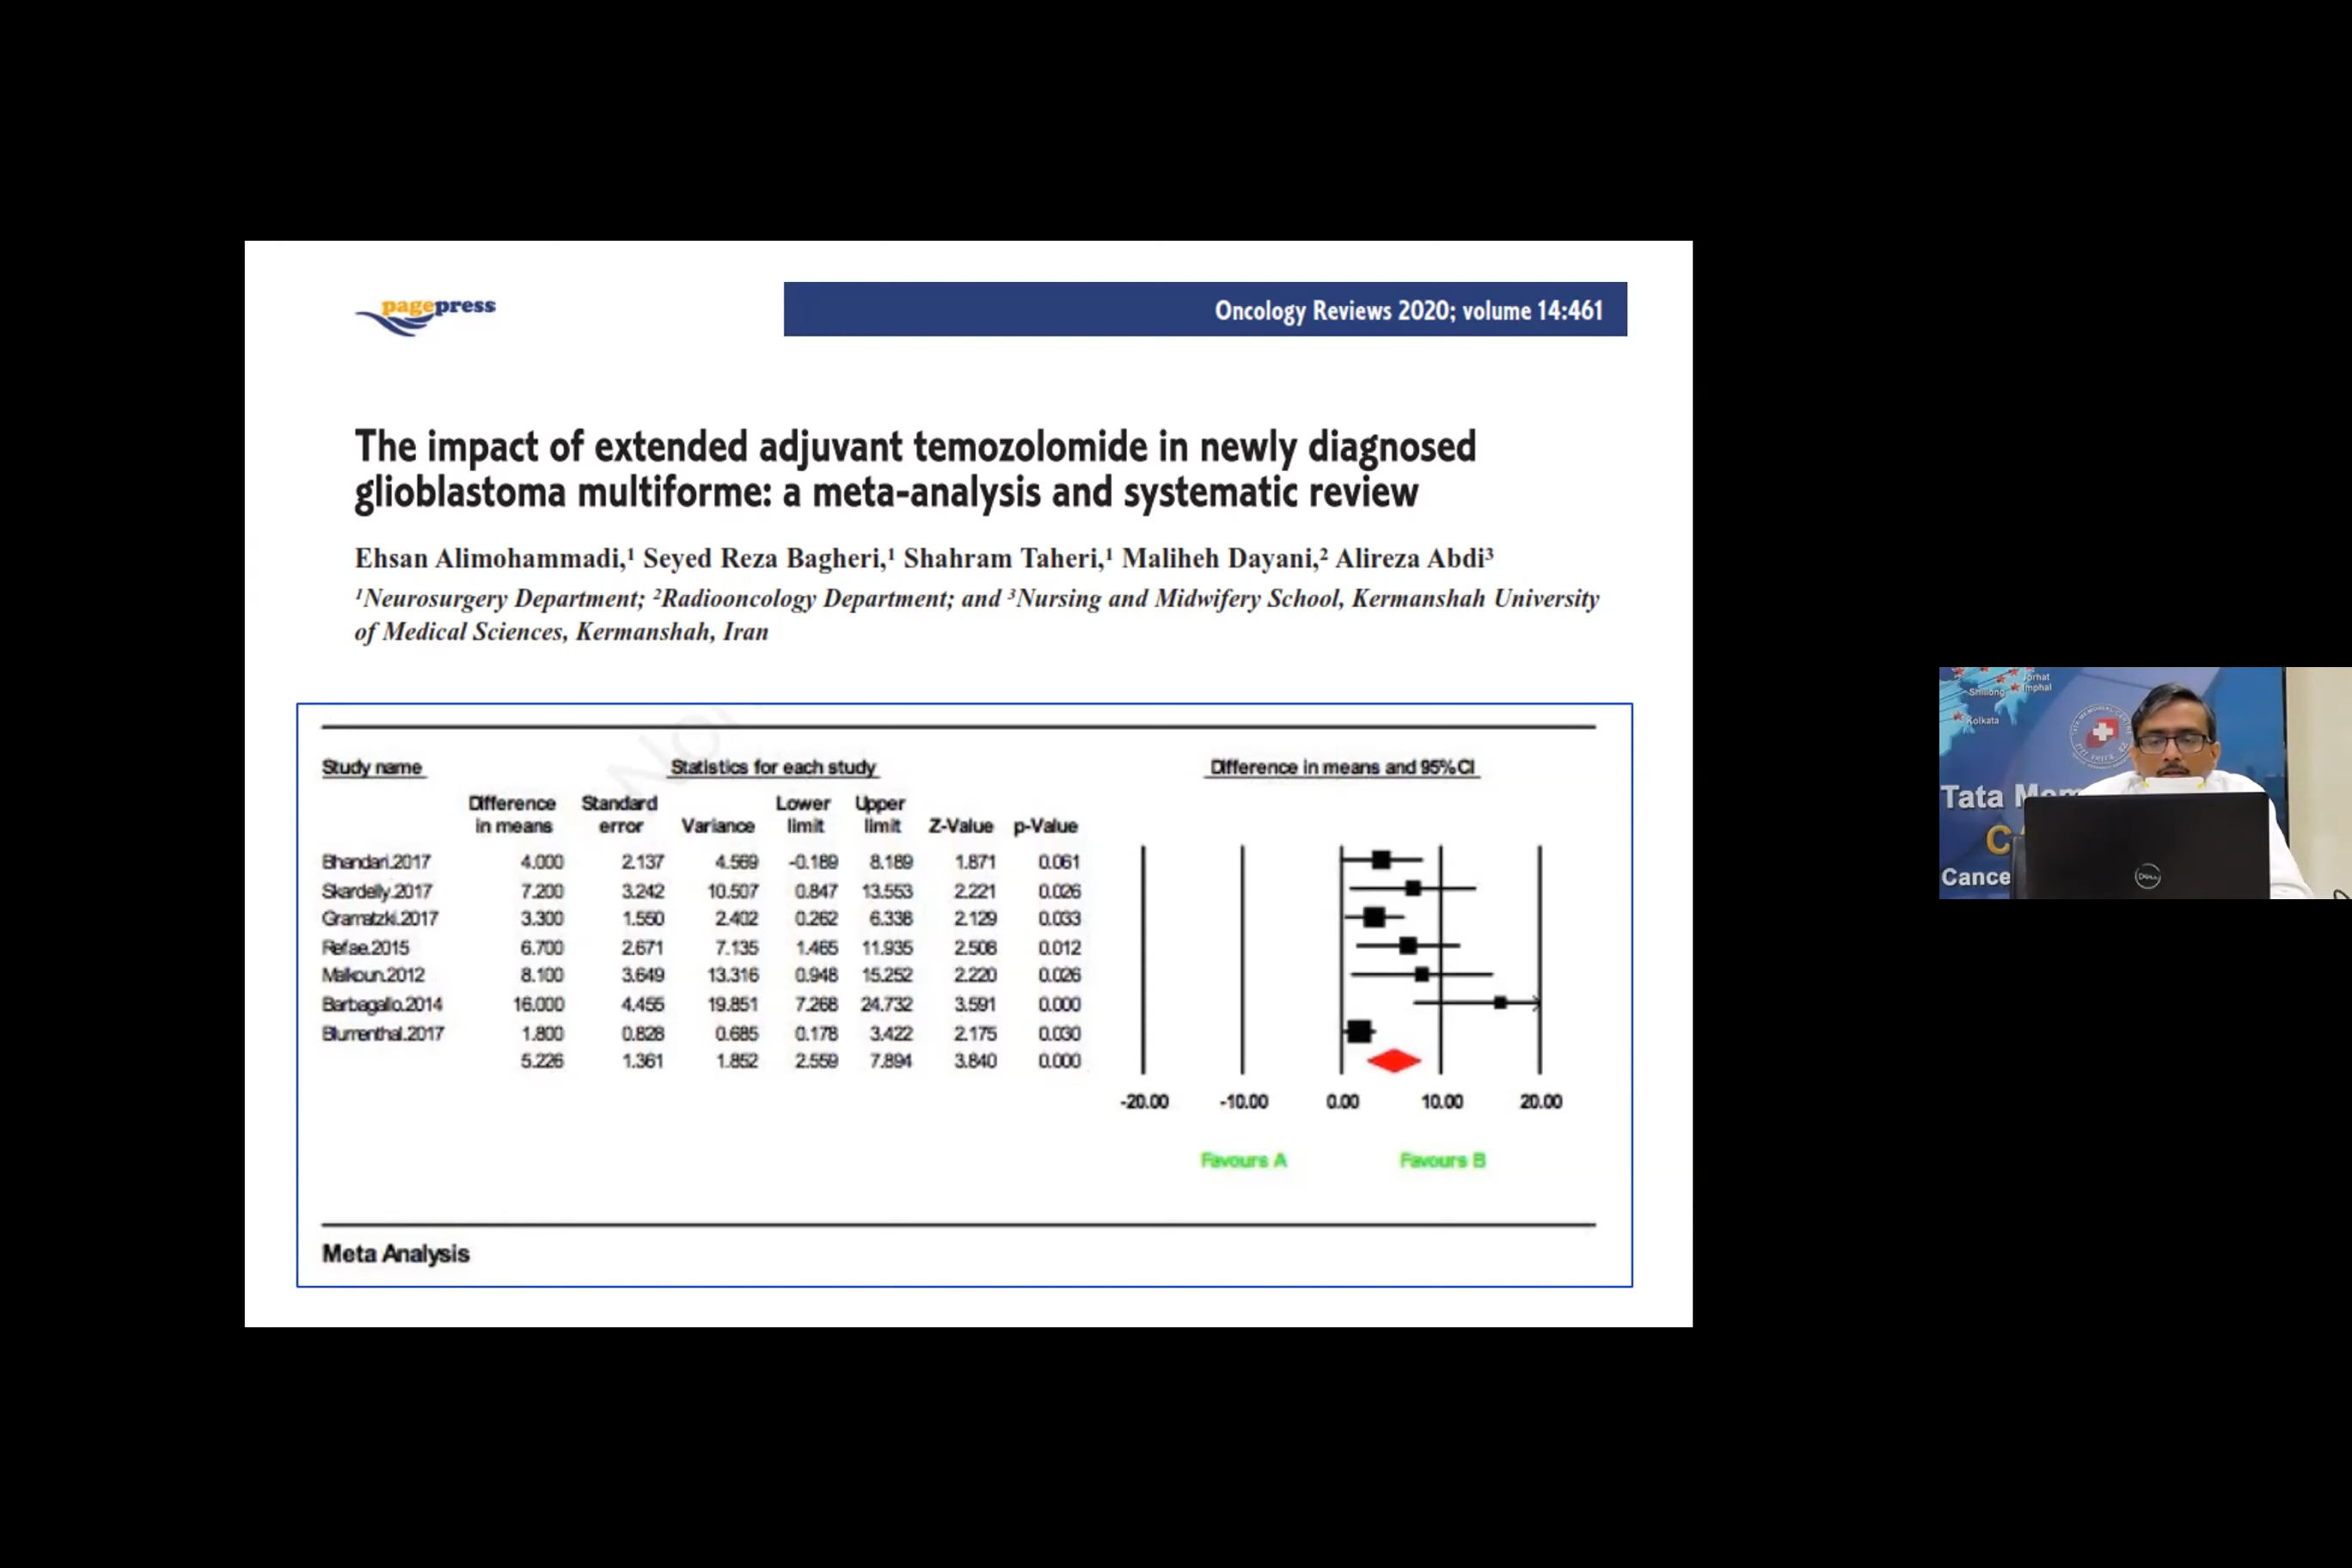 pagepress
Oncology Reviews 2020; volume 14:461
The impact of extended adjuvant temozolomide in newly diagnosed
glioblastoma multiforme: a meta-analysis and systematic review
Ehsan Alimohammadi,¹ Seyed Reza Bagheri,¹ Shahram Taheri,¹ Maliheh Dayani,² Alireza Abdi³
¹Neurosurgery Department; ²Radiooncology Department; and ³Nursing and Midwifery School, Kermanshah University
of Medical Sciences, Kermanshah, Iran
Study name Statistics for each study Difference in means and 95% CI
Difference in means Standard error Variance Lower limit Upper limit Z-Value p-Value
Bhandari.2017 4.000 2.137 4.569 -0.189 8.189 1.871 0.061
Skardelly.2017 7.200 3.242 10.507 0.847 13.553 2.221 0.026
Gramatzki.2017 3.300 1.550 2.402 0.262 6.338 2.129 0.033
Refae.2015 6.700 2.671 7.135 1.465 11.935 2.508 0.012
Malkoun.2012 8.100 3.649 13.316 0.948 15.252 2.220 0.026
Barbagallo.2014 16.000 4.455 19.851 7.268 24.732 3.591 0.000
Blumenthal.2017 1.800 0.828 0.685 0.178 3.422 2.175 0.030
5.226 1.361 1.852 2.559 7.894 3.840 0.000
-20.00 -10.00 0.00 10.00 20.00
Favours A Favours B
Meta Analysis
Jorhat
Shillong Imphal
Kolkata
Tata Mem
C
Cance
DELL